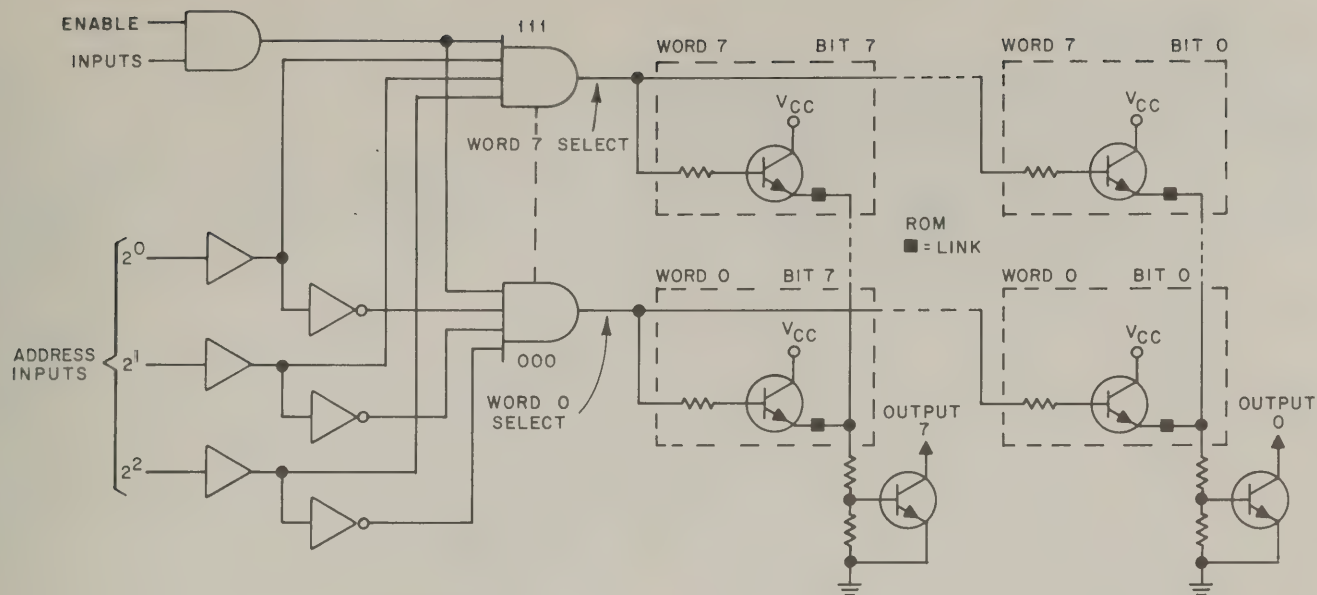 ENABLE
INPUTS
111
WORD 7 SELECT
WORD 7 BIT 7
VCC
WORD 7 BIT 0
VCC
ROM
■ = LINK
ADDRESS
INPUTS
2⁰
2¹
2²
000
WORD 0
SELECT
WORD 0 BIT 7
VCC
OUTPUT
7
WORD 0 BIT 0
VCC
OUTPUT
0